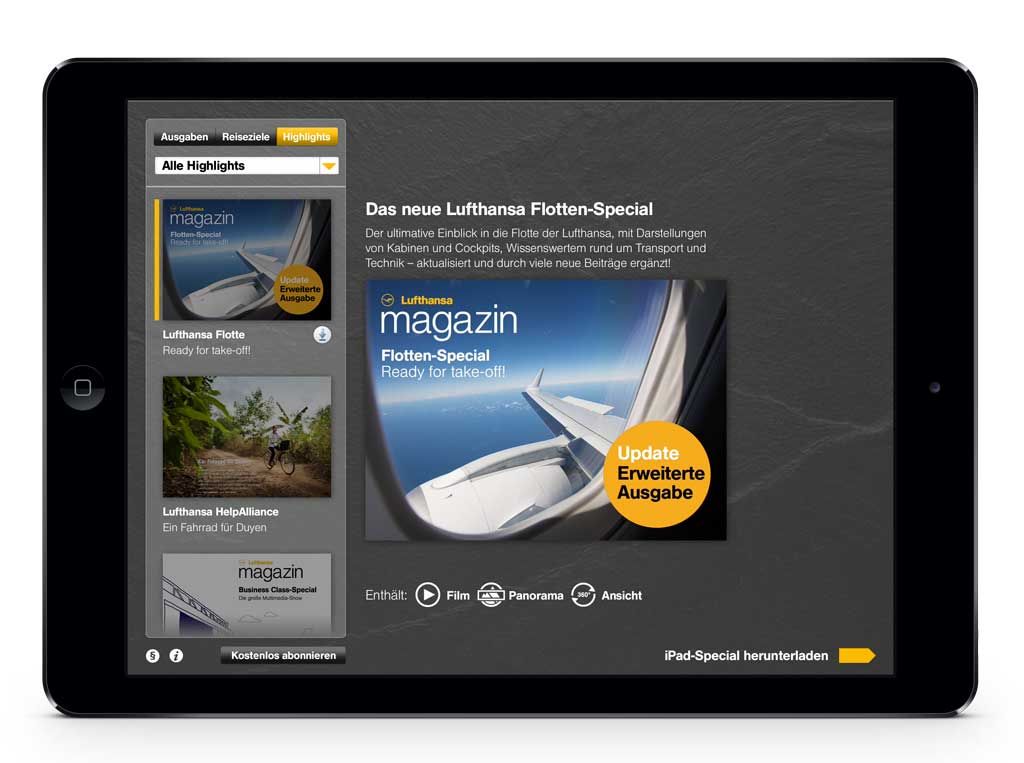 Ausgaben Reiseziele Highlights
Alle Highlights
Lufthansa
magazin
Flotten-Special
Ready for take-off!
Update
Erweiterte
Ausgabe
Lufthansa Flotte
Ready for take-off!
Lufthansa HelpAlliance
Ein Fahrrad für Duyen
Lufthansa
magazin
Business Class-Special
Die große Multimedia-Show
§ i Kostenlos abonnieren
Das neue Lufthansa Flotten-Special
Der ultimative Einblick in die Flotte der Lufthansa, mit Darstellungen
von Kabinen und Cockpits, Wissenswertem rund um Transport und
Technik – aktualisiert und durch viele neue Beiträge ergänzt!
Lufthansa
magazin
Flotten-Special
Ready for take-off!
Update
Erweiterte
Ausgabe
Enthält: Film Panorama 360° Ansicht
iPad-Special herunterladen